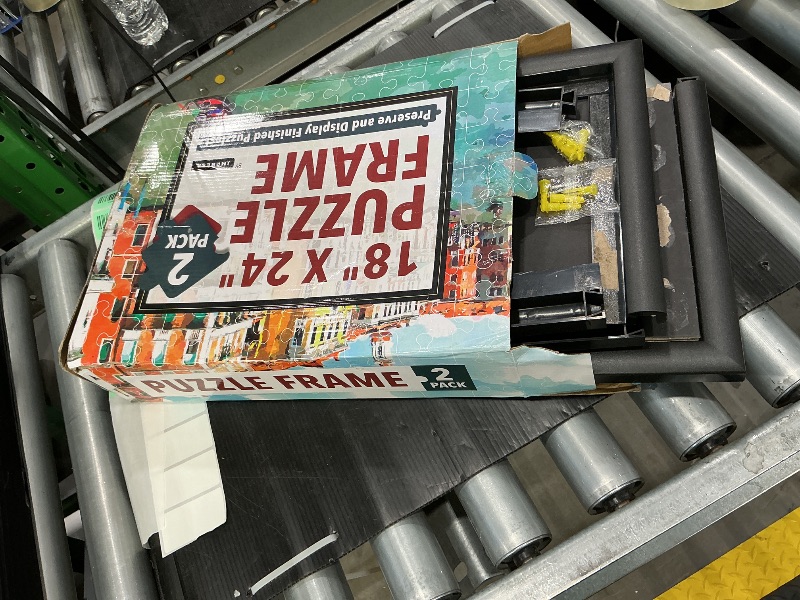 18" X 24"
PUZZLE
FRAME
2
PACK
Preserve and Display Finished Puzzles
PUZZLE FRAME
2
PACK